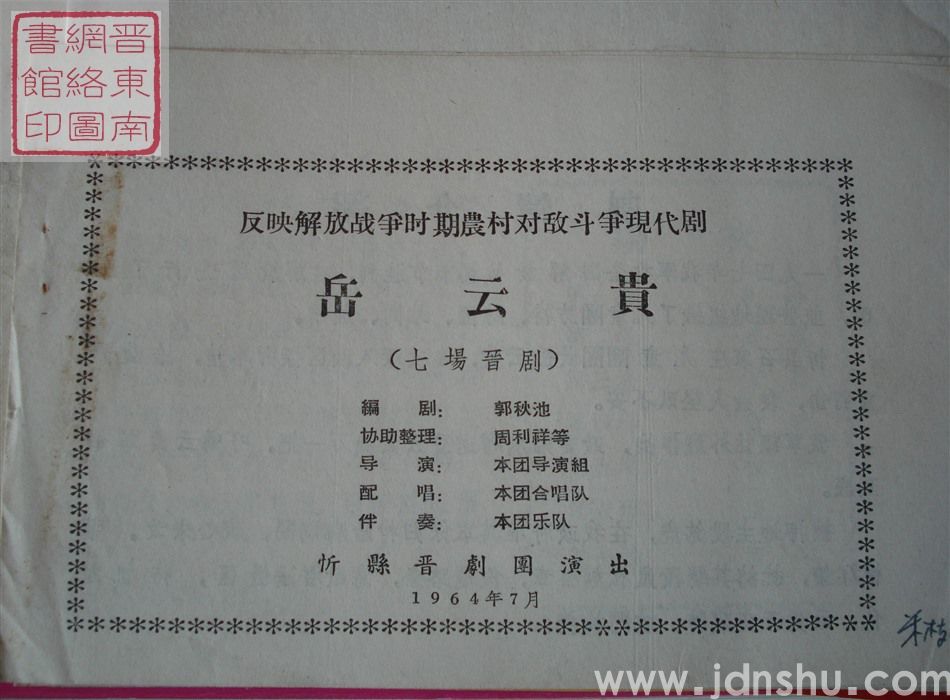 晋東南
網絡圖
書館印
反映解放战爭时期農村对敌斗爭現代剧
岳云貴
（七場晋剧）
編　剧：　郭秋池
协助整理：　周利祥等
导　演：　本团导演組
配　唱：　本团合唱队
伴　奏：　本团乐队
忻縣晋劇團演出
1964年7月
www.jdnshu.com